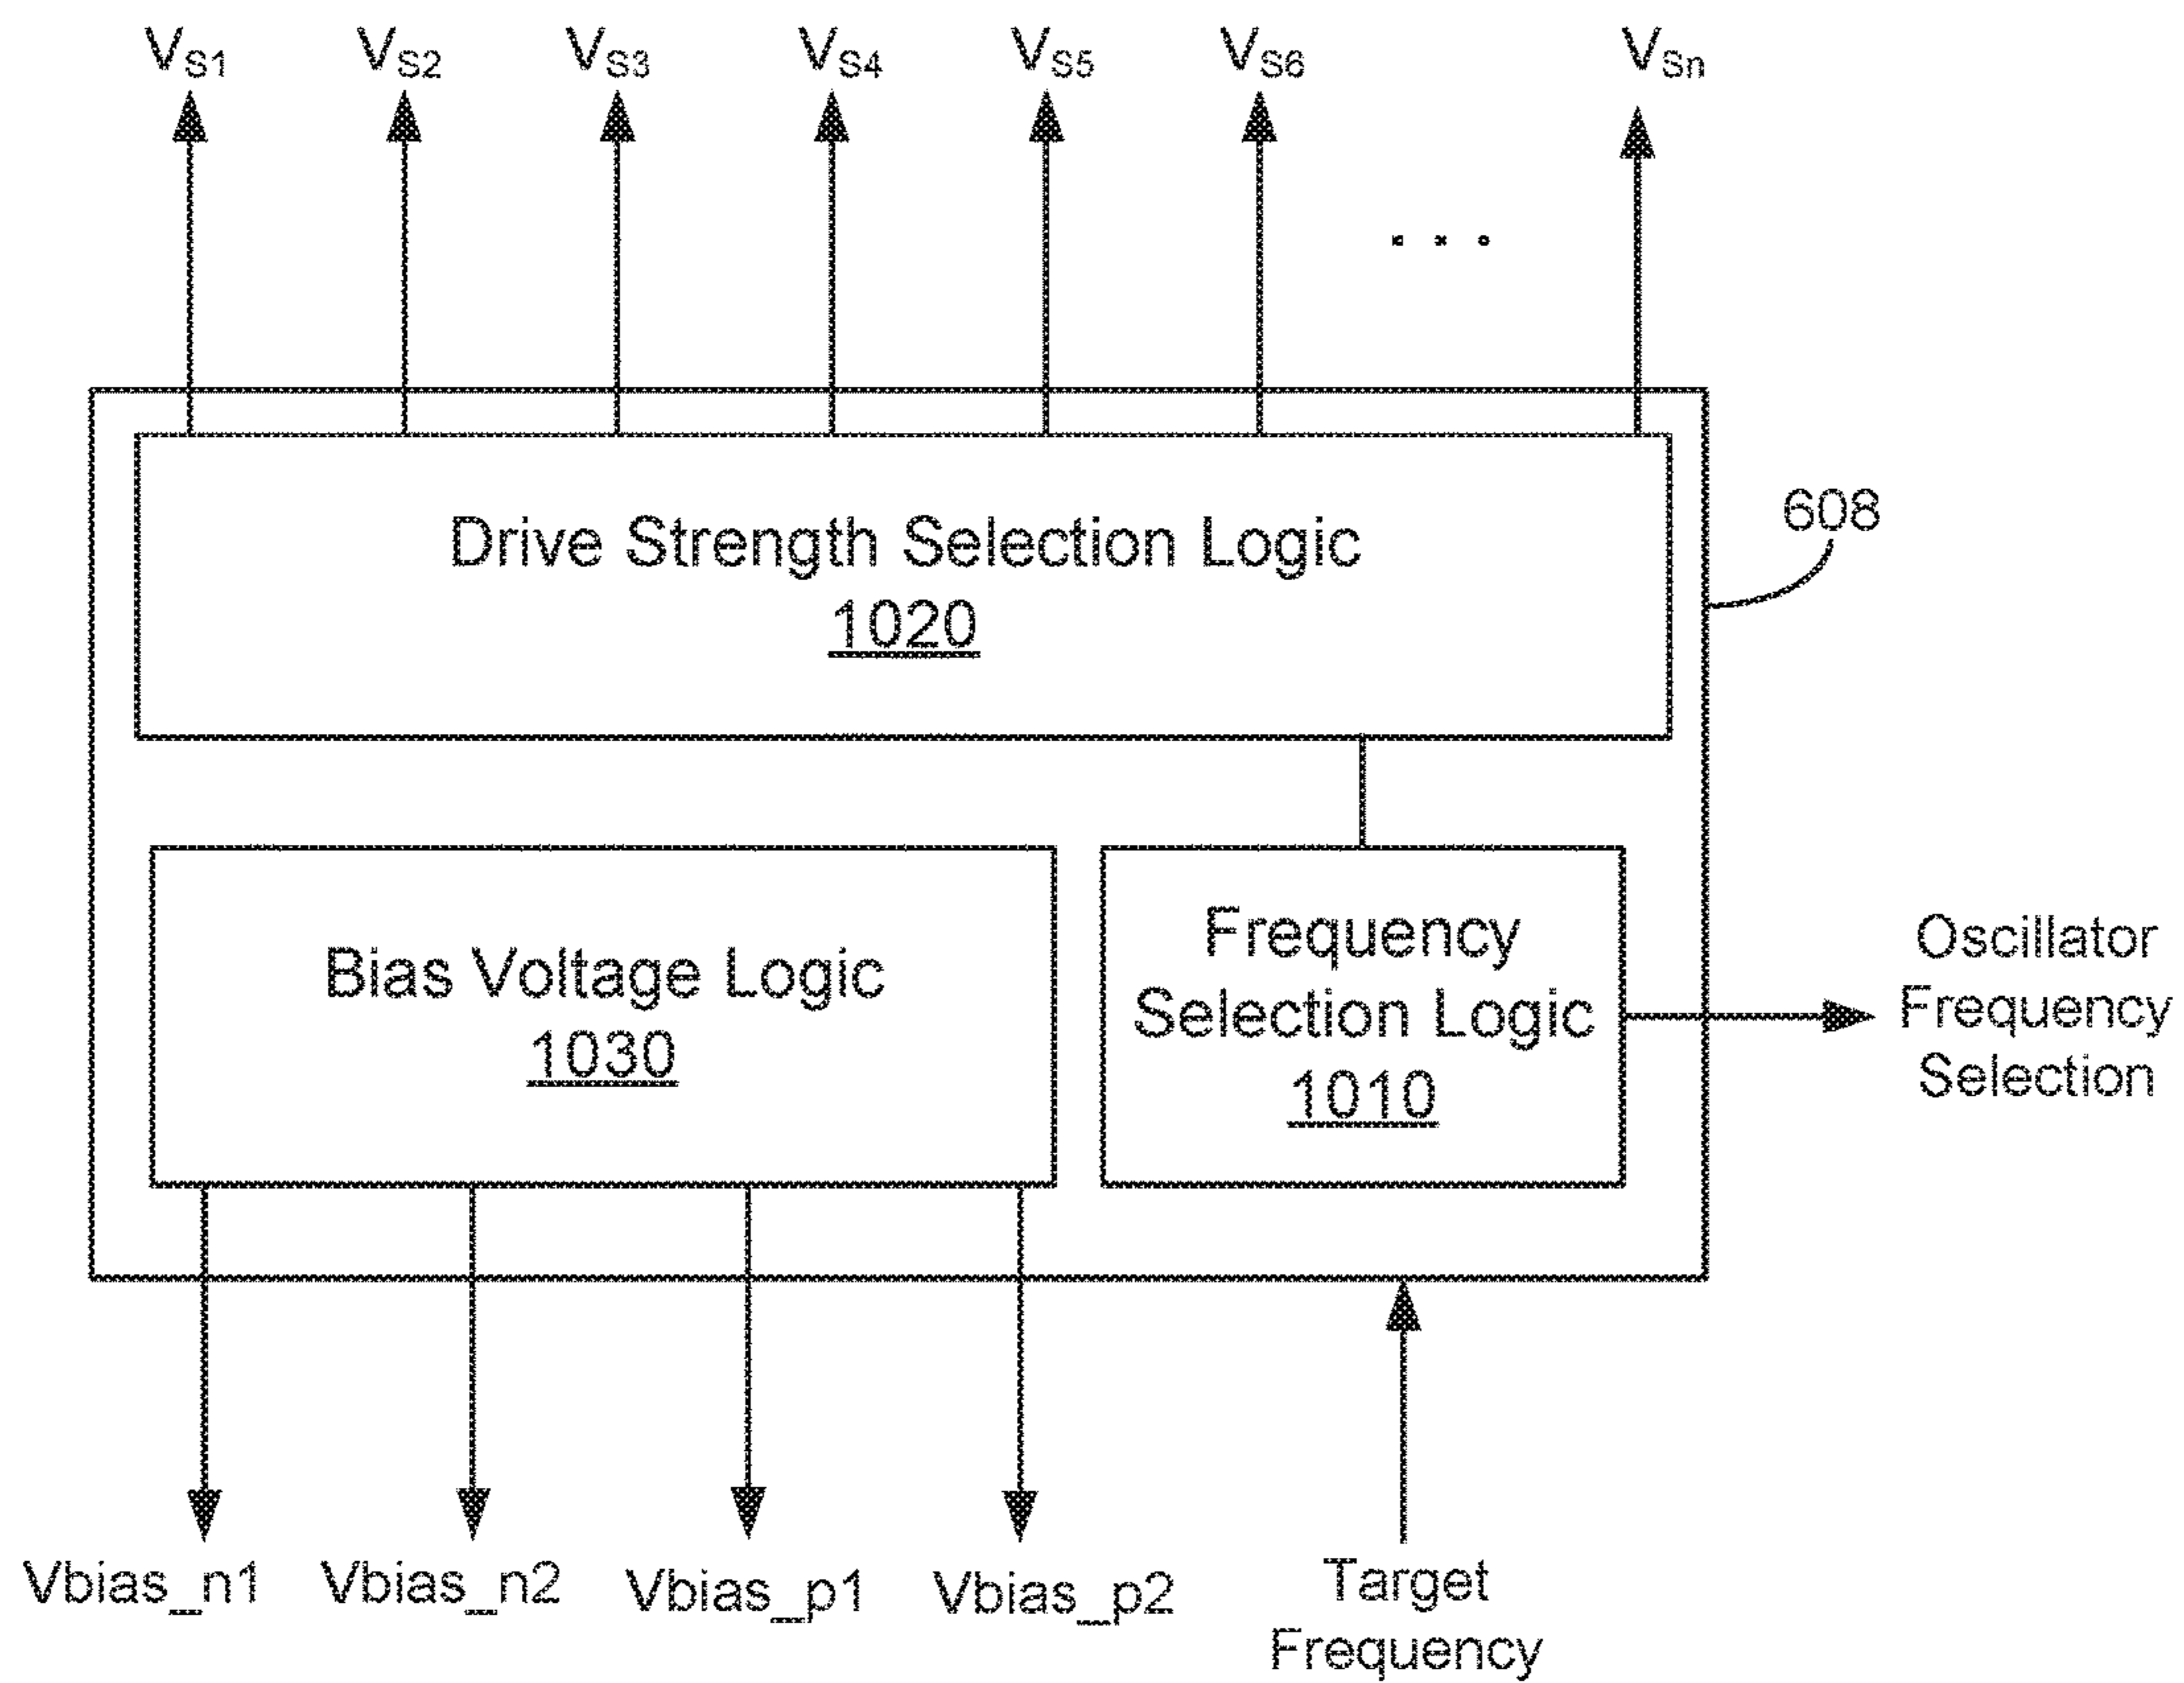 VS1 VS2 VS3 VS4 VS5 VS6 VSn
. . .
608
Drive Strength Selection Logic
1020
Bias Voltage Logic
1030
Frequency
Selection Logic
1010
Oscillator
Frequency
Selection
Vbias_n1 Vbias_n2 Vbias_p1 Vbias_p2
Target
Frequency